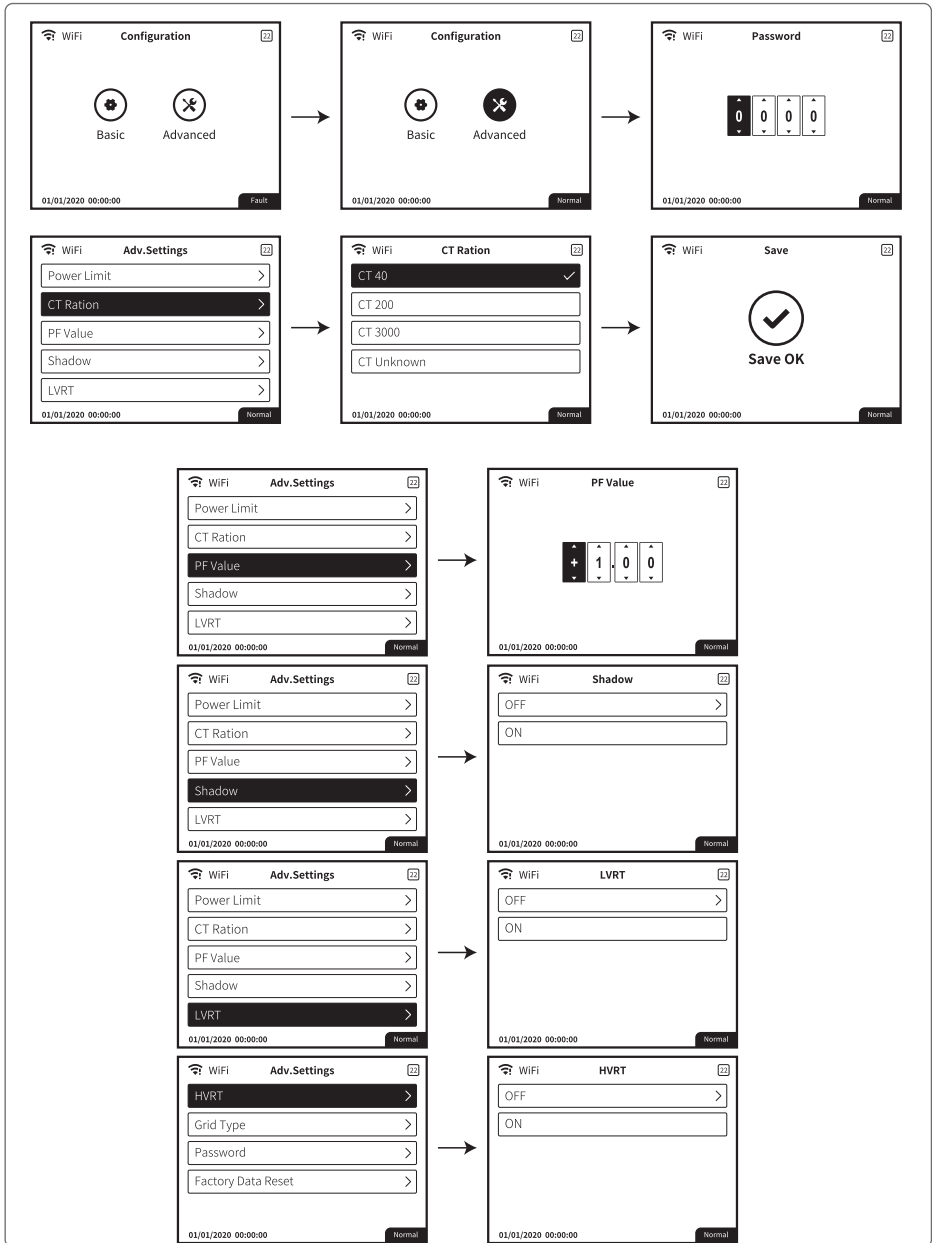 WiFi Configuration 22
Basic Advanced
01/01/2020 00:00:00 Fault
WiFi Configuration 22
Basic Advanced
01/01/2020 00:00:00 Normal
WiFi Password 22
0 0 0 0
01/01/2020 00:00:00 Normal
WiFi Adv.Settings 22
Power Limit
CT Ration
PF Value
Shadow
LVRT
01/01/2020 00:00:00 Normal
WiFi CT Ration 22
CT 40
CT 200
CT 3000
CT Unknown
01/01/2020 00:00:00 Normal
WiFi Save 22
Save OK
01/01/2020 00:00:00 Normal
WiFi Adv.Settings 22
Power Limit
CT Ration
PF Value
Shadow
LVRT
01/01/2020 00:00:00 Normal
WiFi PF Value 22
+ 1.0 0
01/01/2020 00:00:00 Normal
WiFi Adv.Settings 22
Power Limit
CT Ration
PF Value
Shadow
LVRT
01/01/2020 00:00:00 Normal
WiFi Shadow 22
OFF
ON
01/01/2020 00:00:00 Normal
WiFi Adv.Settings 22
Power Limit
CT Ration
PF Value
Shadow
LVRT
01/01/2020 00:00:00 Normal
WiFi LVRT 22
OFF
ON
01/01/2020 00:00:00 Normal
WiFi Adv.Settings 22
HVRT
Grid Type
Password
Factory Data Reset
01/01/2020 00:00:00 Normal
WiFi HVRT 22
OFF
ON
01/01/2020 00:00:00 Normal